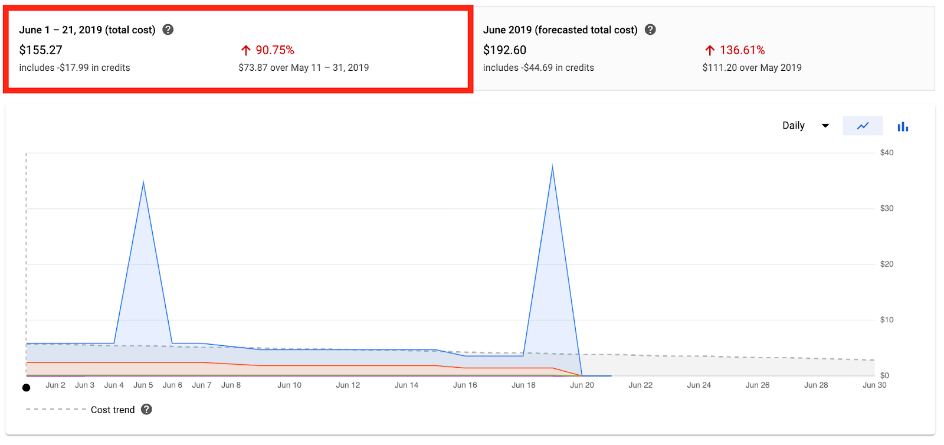 June 1 – 21, 2019 (total cost)
$155.27
90.75%
includes -$17.99 in credits
$73.87 over May 11 – 31, 2019
June 2019 (forecasted total cost)
$192.60
136.61%
includes -$44.69 in credits
$111.20 over May 2019
Daily
$40
$30
$20
$10
$0
Jun 2 Jun 3 Jun 4 Jun 5 Jun 6 Jun 7 Jun 8 Jun 10 Jun 12 Jun 14 Jun 16 Jun 18 Jun 20 Jun 22 Jun 24 Jun 26 Jun 28 Jun 30
Cost trend